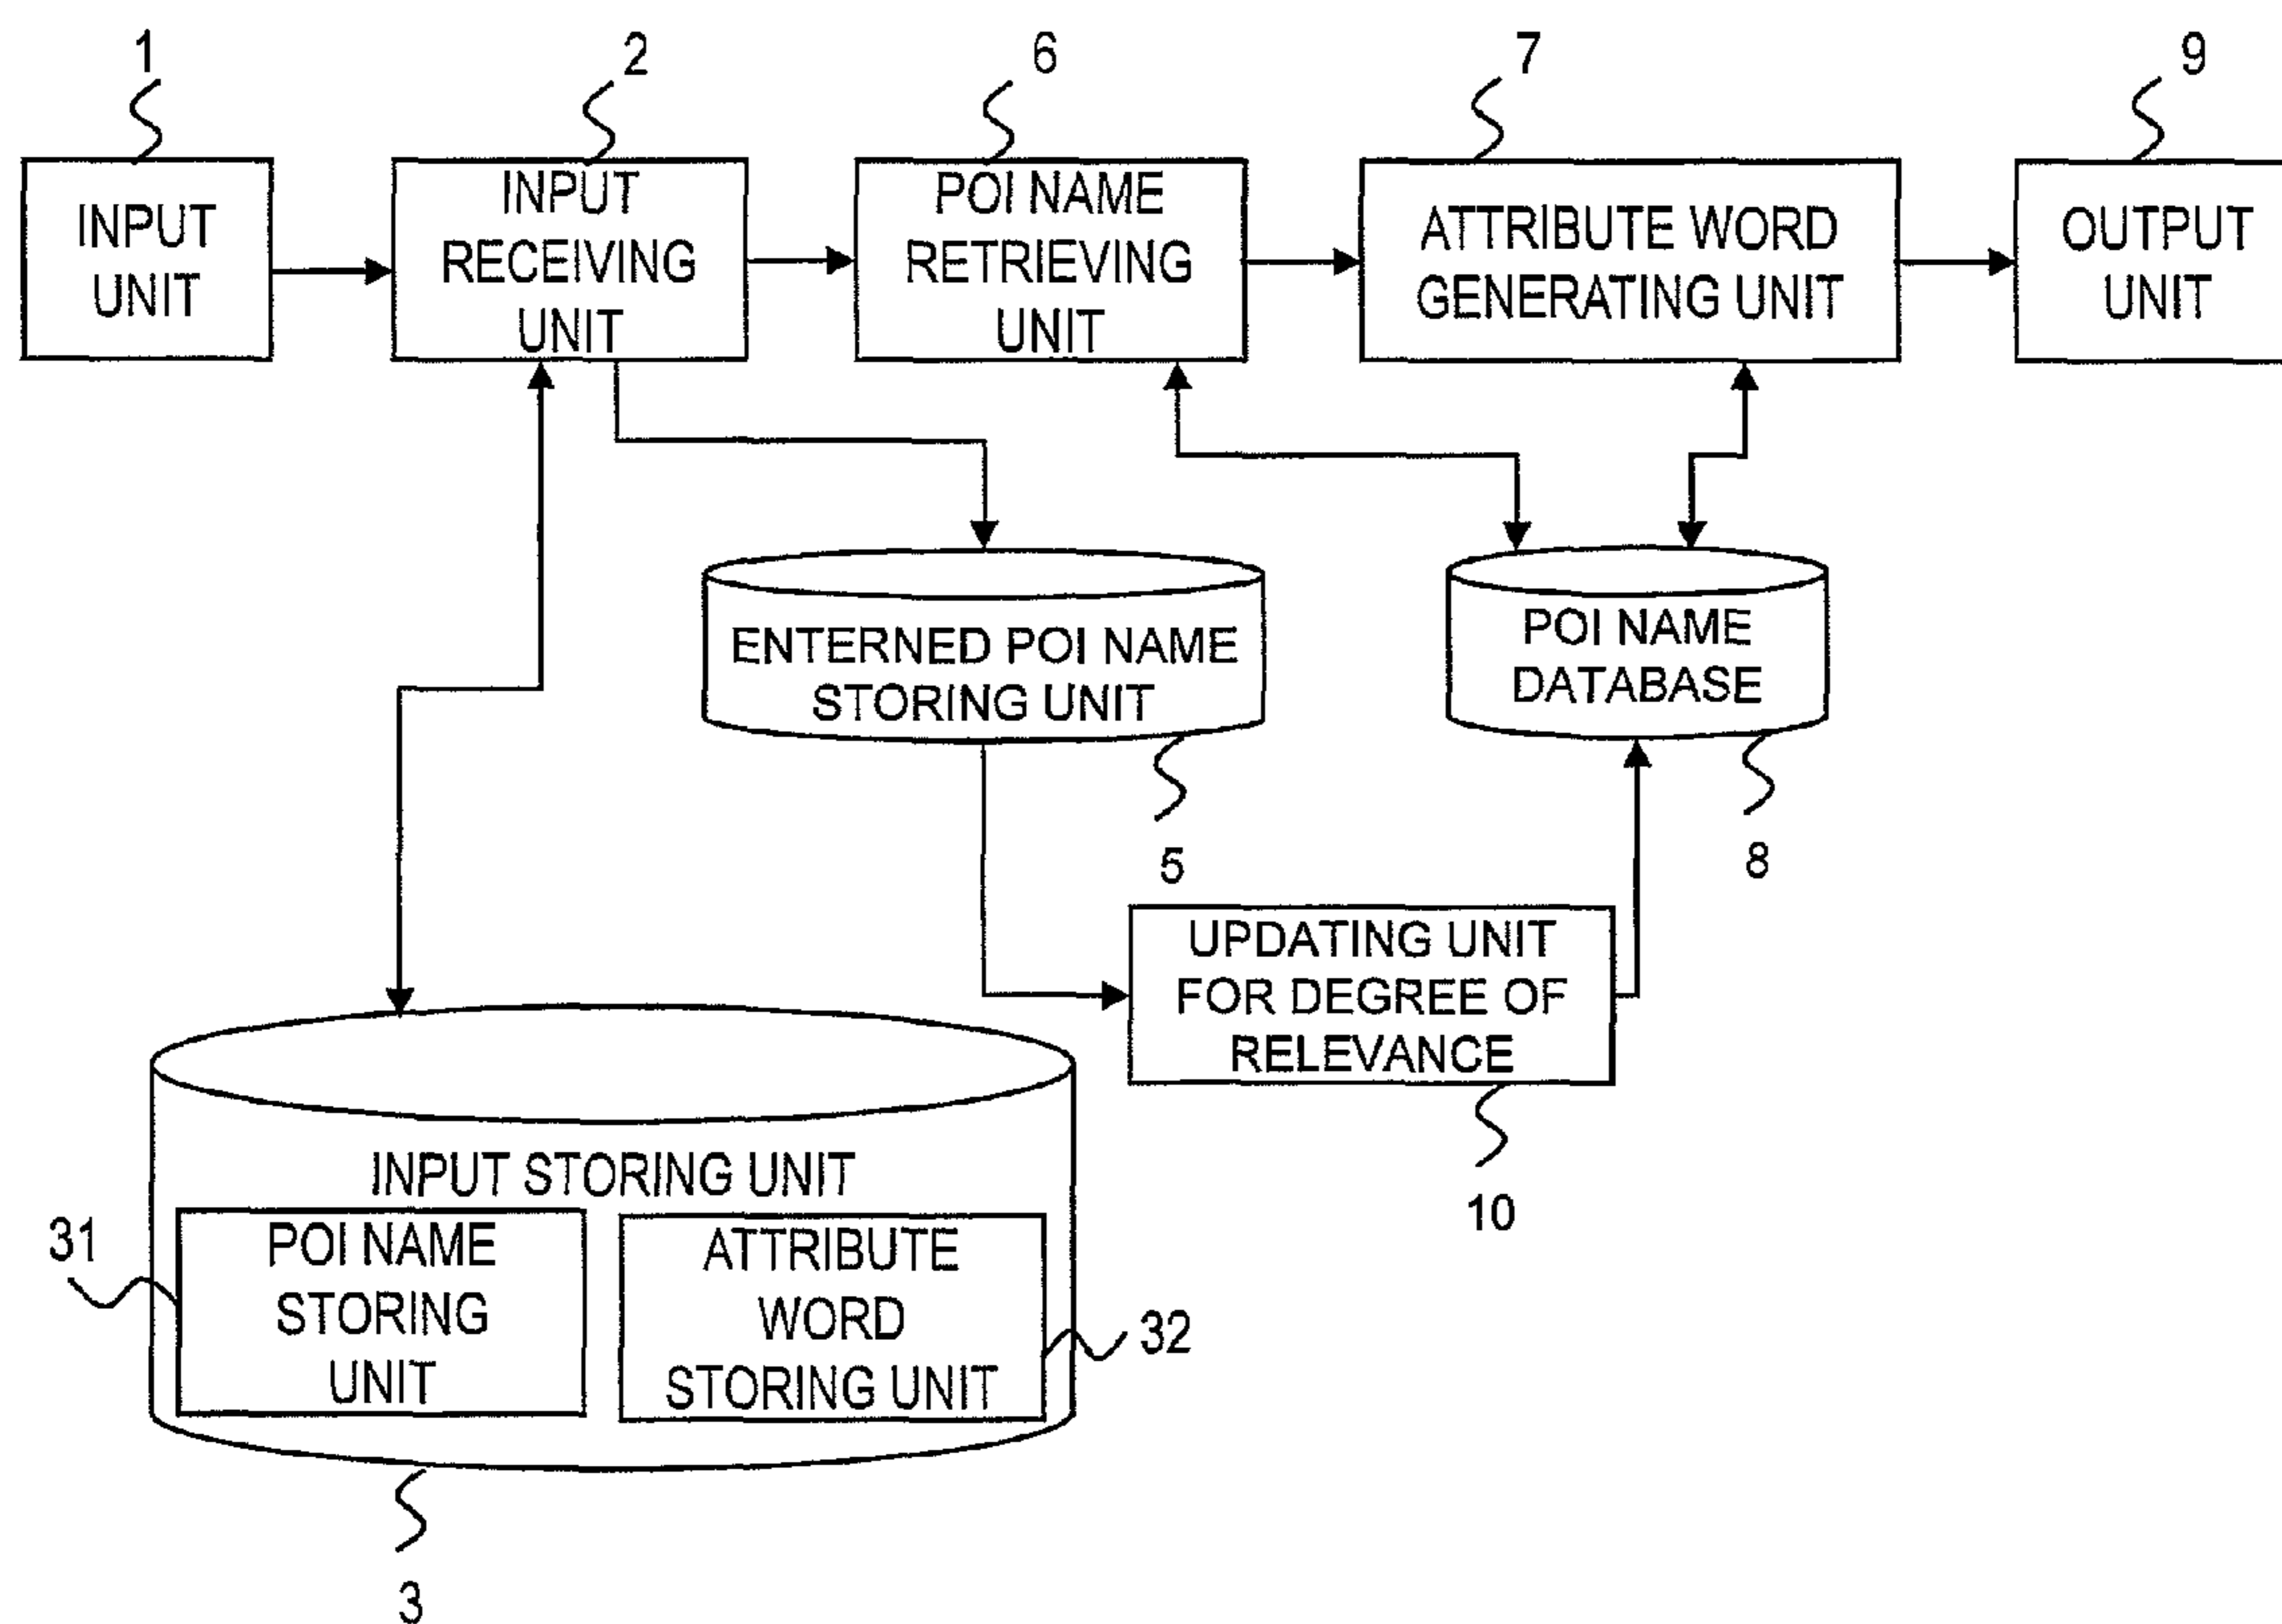 1
2
6
7
9
INPUT
UNIT
INPUT
RECEIVING
UNIT
POI NAME
RETRIEVING
UNIT
ATTRIBUTE WORD
GENERATING UNIT
OUTPUT
UNIT
ENTERNED POI NAME
STORING UNIT
5
POI NAME
DATABASE
8
UPDATING UNIT
FOR DEGREE OF
RELEVANCE
10
INPUT STORING UNIT
31
POI NAME
STORING
UNIT
ATTRIBUTE
WORD
STORING UNIT
32
3